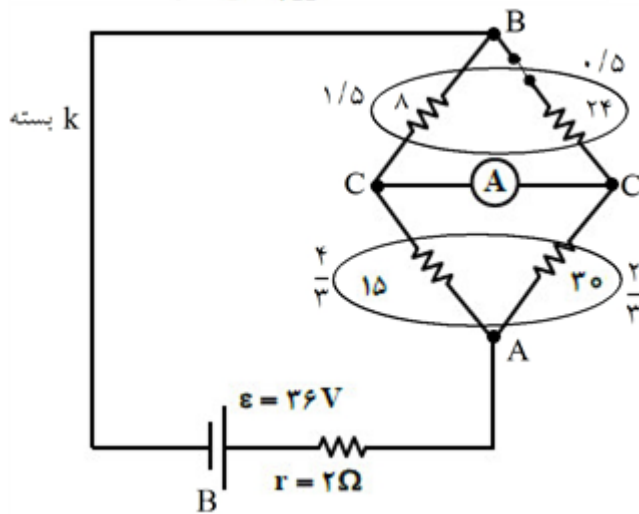 B
۰/۵
۱/۵
۸
۲۴
k بسته
C
A
C
۴/۳
۱۵
۳۰
۲/۳
A
ε = ۳۶V
B
r = ۲Ω